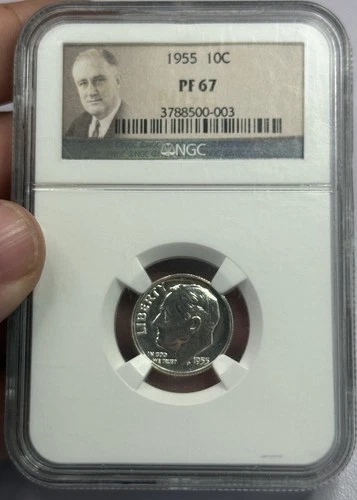 1955 10C
PF 67
3788500-003
NGC
LIBERTY
IN GOD
WE TRUST
1955